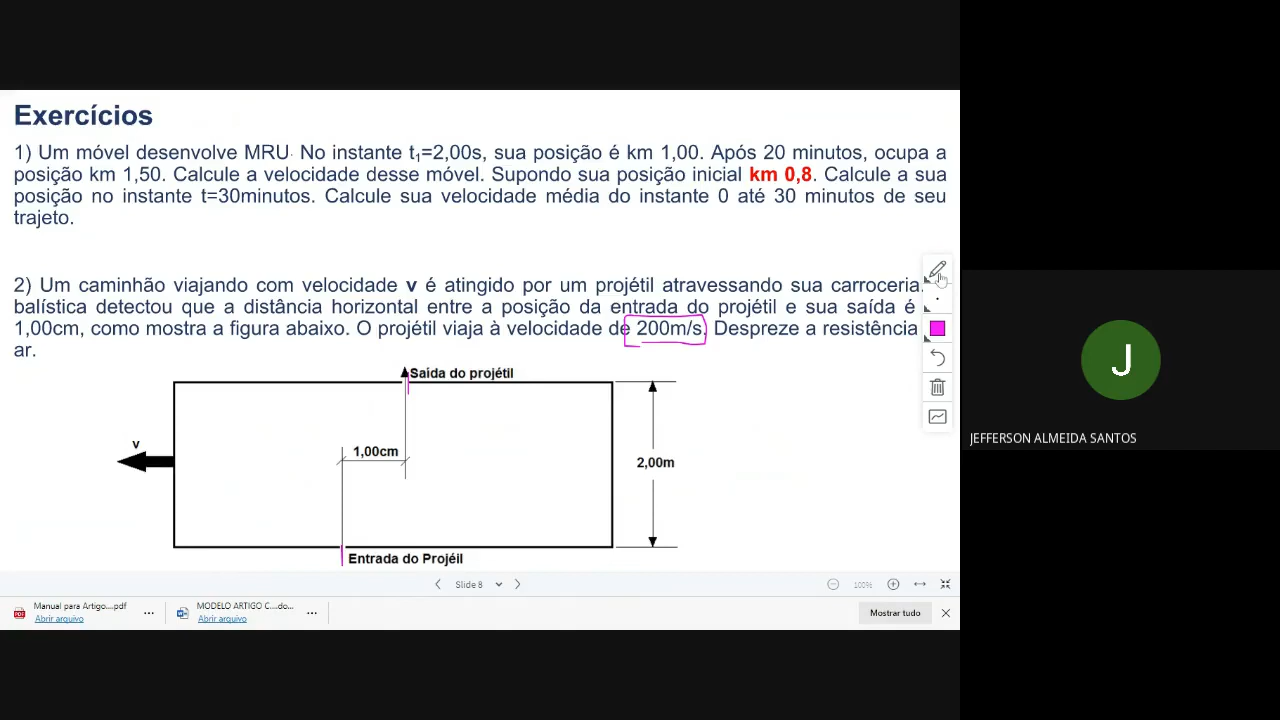 Exercícios
1) Um móvel desenvolve MRU. No instante t₁=2,00s, sua posição é km 1,00. Após 20 minutos, ocupa a
posição km 1,50. Calcule a velocidade desse móvel. Supondo sua posição inicial km 0,8. Calcule a sua
posição no instante t=30minutos. Calcule sua velocidade média do instante 0 até 30 minutos de seu
trajeto.
2) Um caminhão viajando com velocidade v é atingido por um projétil atravessando sua carroceria.
balística detectou que a distância horizontal entre a posição da entrada do projétil e sua saída é
1,00cm, como mostra a figura abaixo. O projétil viaja à velocidade de 200m/s. Despreze a resistência
ar.
Saída do projétil
v
1,00cm
2,00m
Entrada do Projéil
J
JEFFERSON ALMEIDA SANTOS
Slide 8
100%
Manual para Artigo....pdf
Abrir arquivo
MODELO ARTIGO C....do...
Abrir arquivo
Mostrar tudo